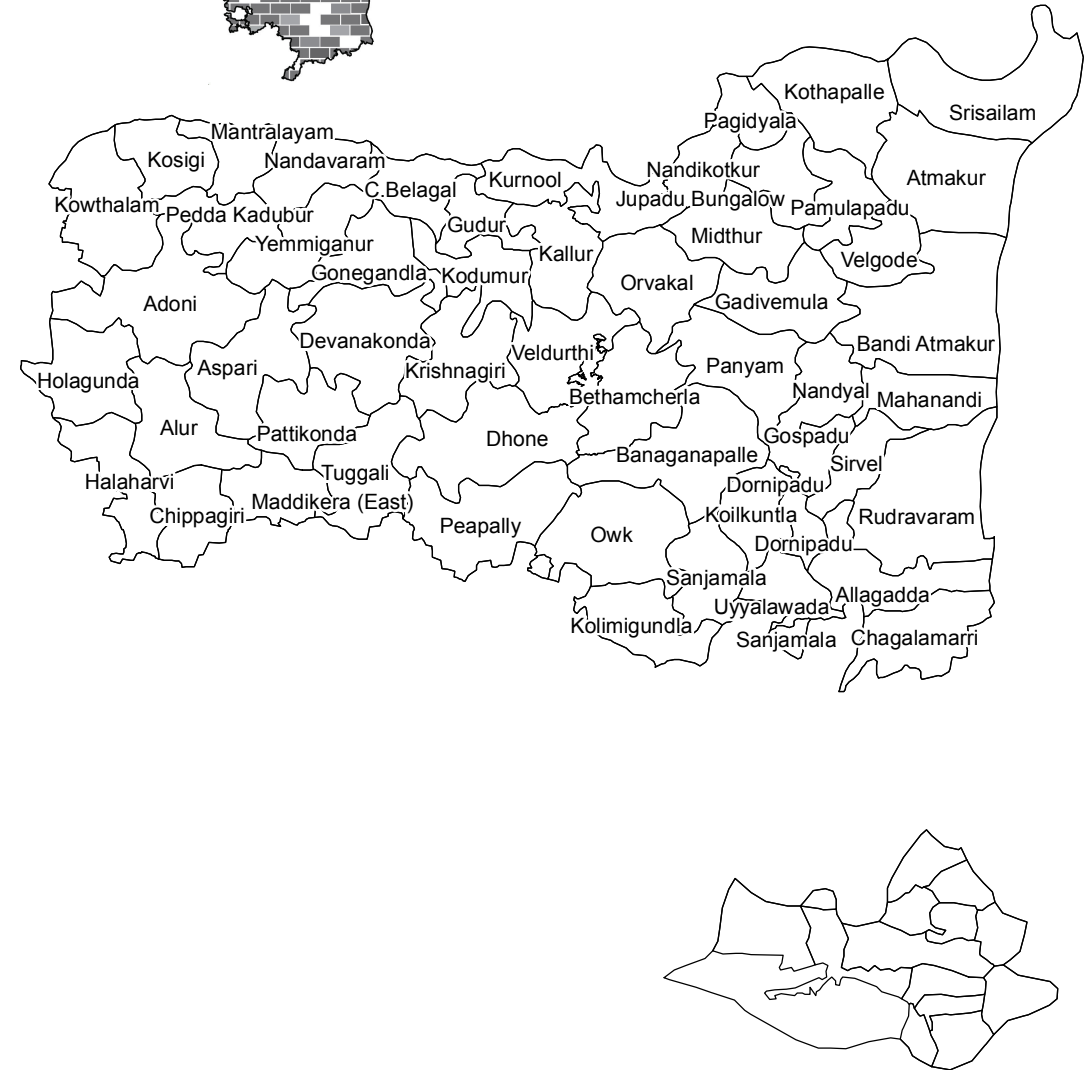 Kothapalle
Srisailam
Pagidyala
Mantralayam
Kosigi
Nandavaram
Nandikotkur
Atmakur
Kurnool
C.Belagal
Jupadu Bungalow
Kowthalam
Pamulapadu
Pedda Kadubur
Gudur
Midthur
Yemmiganur
Kallur
Velgode
Gonegandla
Kodumur
Orvakal
Gadivemula
Adoni
Devanakonda
Bandi Atmakur
Veldurthi
Aspari
Krishnagiri
Panyam
Holagunda
Nandyal
Bethamcherla
Mahanandi
Alur
Pattikonda
Dhone
Gospadu
Banaganapalle
Sirvel
Tuggali
Halaharvi
Dornipadu
Maddikera (East)
Chippagiri
Koilkuntla
Rudravaram
Peapally
Owk
Dornipadu
Sanjamala
Allagadda
Uyyalawada
Kolimigundla
Sanjamala
Chagalamarri